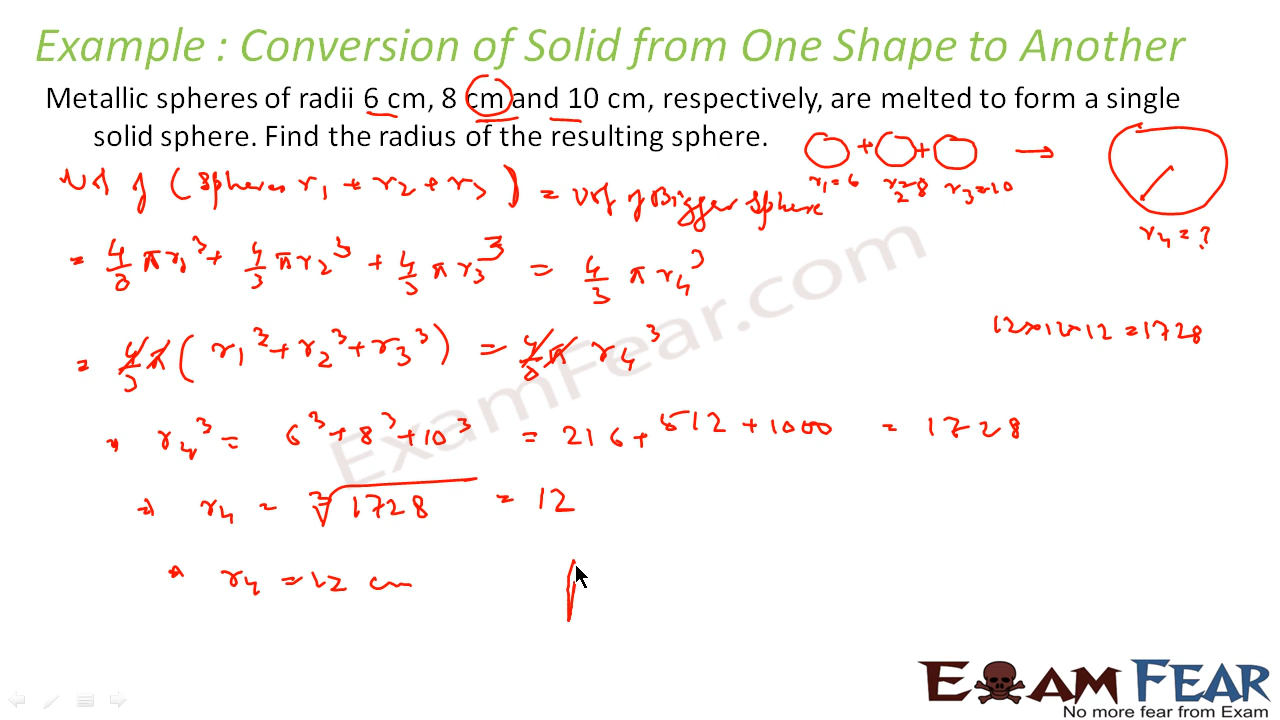 Example : Conversion of Solid from One Shape to Another
Metallic spheres of radii 6 cm, 8 cm and 10 cm, respectively, are melted to form a single
solid sphere. Find the radius of the resulting sphere.
+ + →
r1=6 r2=8 r3=10
r4=?
Vol of (spheres r1 + r2 + r3) = Vol of Bigger sphere
= 4/3 πr1³ + 4/3 πr2³ + 4/3 πr3³ = 4/3 πr4³
12×12×12 = 1728
= 4/3 π( r1³ + r2³ + r3³ ) = 4/3 π r4³
r4³ = 6³ + 8³ + 10³ = 216 + 512 + 1000 = 1728
⇒ r4 = ∛1728 = 12
r4 = 12 cm
ExamFear.com
EXAM FEAR
No more fear from Exam